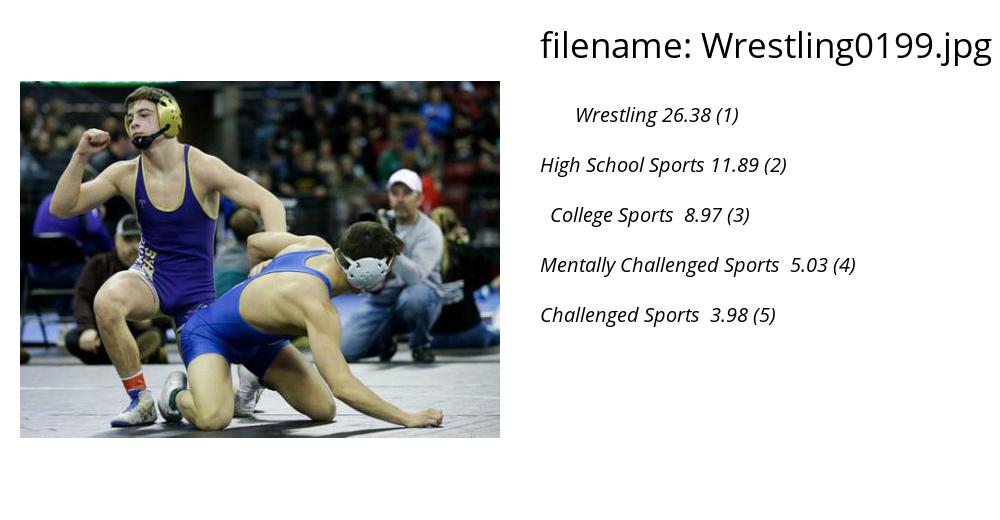 filename: Wrestling0199.jpg
Wrestling 26.38 (1)
High School Sports 11.89 (2)
College Sports 8.97 (3)
Mentally Challenged Sports 5.03 (4)
Challenged Sports 3.98 (5)